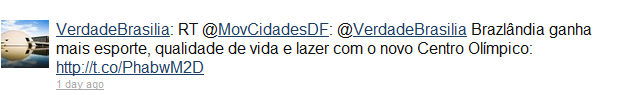 VerdadeBrasilia: RT @MovCidadesDF: @VerdadeBrasilia Brazlândia ganha
mais esporte, qualidade de vida e lazer com o novo Centro Olímpico:
http://t.co/PhabwM2D
1 day ago